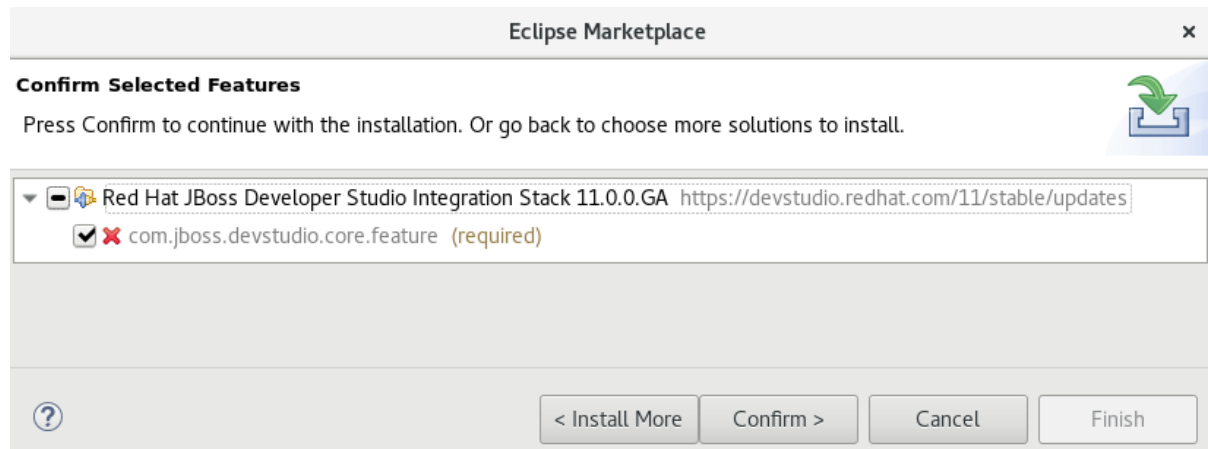 Eclipse Marketplace
Confirm Selected Features
Press Confirm to continue with the installation. Or go back to choose more solutions to install.
Red Hat JBoss Developer Studio Integration Stack 11.0.0.GA https://devstudio.redhat.com/11/stable/updates
com.jboss.devstudio.core.feature (required)
< Install More Confirm > Cancel Finish